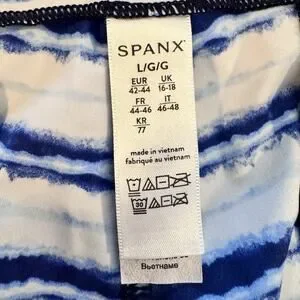 SPANX
L/G/G
EUR UK
42-44 16-18
FR IT
44-46 46-48
KR
77
made in vietnam
fabriqué au vietnam
30
Вьетнаме